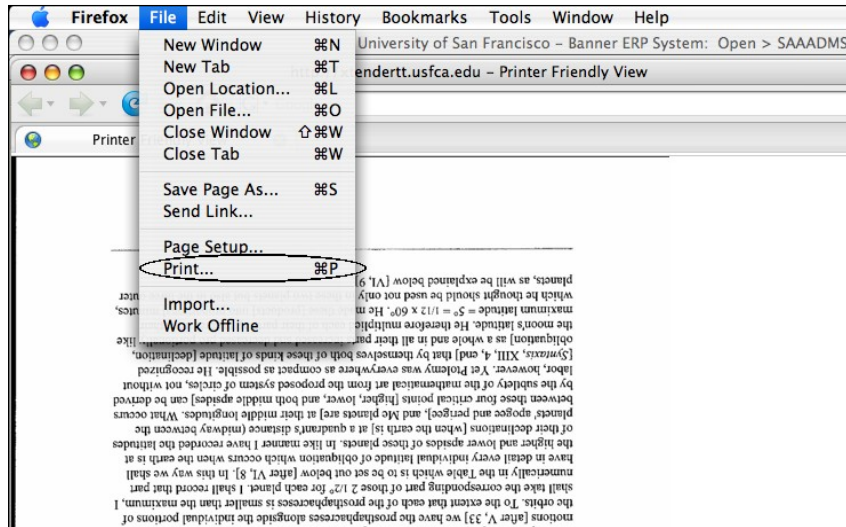 Firefox File Edit View History Bookmarks Tools Window Help
University of San Francisco – Banner ERP System: Open > SAAADMS
xtendertt.usfca.edu – Printer Friendly View
Printer
New Window ⌘N
New Tab ⌘T
Open Location... ⌘L
Open File... ⌘O
Close Window ⇧⌘W
Close Tab ⌘W
Save Page As... ⌘S
Send Link...
Page Setup...
Print... ⌘P
Import...
Work Offline
motions [after V, 33] we have the prosthaphaereses alongside the individual portions of
the orbits. To the extent that each of the prosthaphaereses is smaller than the maximum, I
shall take the corresponding part of those 2 1/2° for each planet. I shall record that part
numerically in the Table which is to be set out below [after VI, 8]. In this way we shall
have in detail every individual latitude of obliquation which occurs when the earth is at
the higher and lower apsides of these planets. In like manner I have recorded the latitudes
of their declinations [when the earth is] at a quadrant's distance (midway between the
planets' apogee and perigee], and Me planets are] at their middle longitudes. What occurs
between these four critical points [higher, lower, and both middle apsides] can be derived
by the subtlety of the mathematical art from the proposed system of circles, not without
labor, however. Yet Ptolemy was everywhere as compact as possible. He recognized
[Syntaxis, XIII, 4, end] that by themselves both of these kinds of latitude [declination,
obliquation] as a whole and in all their
the moon's latitude. He therefore multiplied each of
maximum latitude = 5° = 1/12 x 60°. He
which he thought should be used not only
planets, as will be explained below [VI, 9]